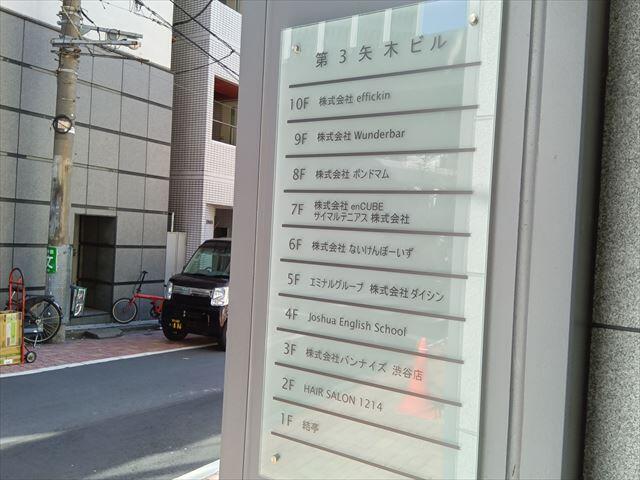 第3矢木ビル
10F 株式会社 effickin
9F 株式会社 Wunderbar
8F 株式会社 ボンドマム
7F 株式会社 enCUBE
サイマルテニアス 株式会社
6F 株式会社 ないけんぼーいず
5F エミナルグループ 株式会社 ダイシン
4F Joshua English School
3F 株式会社バンナイズ 渋谷店
2F HAIR SALON 1214
1F 結亭